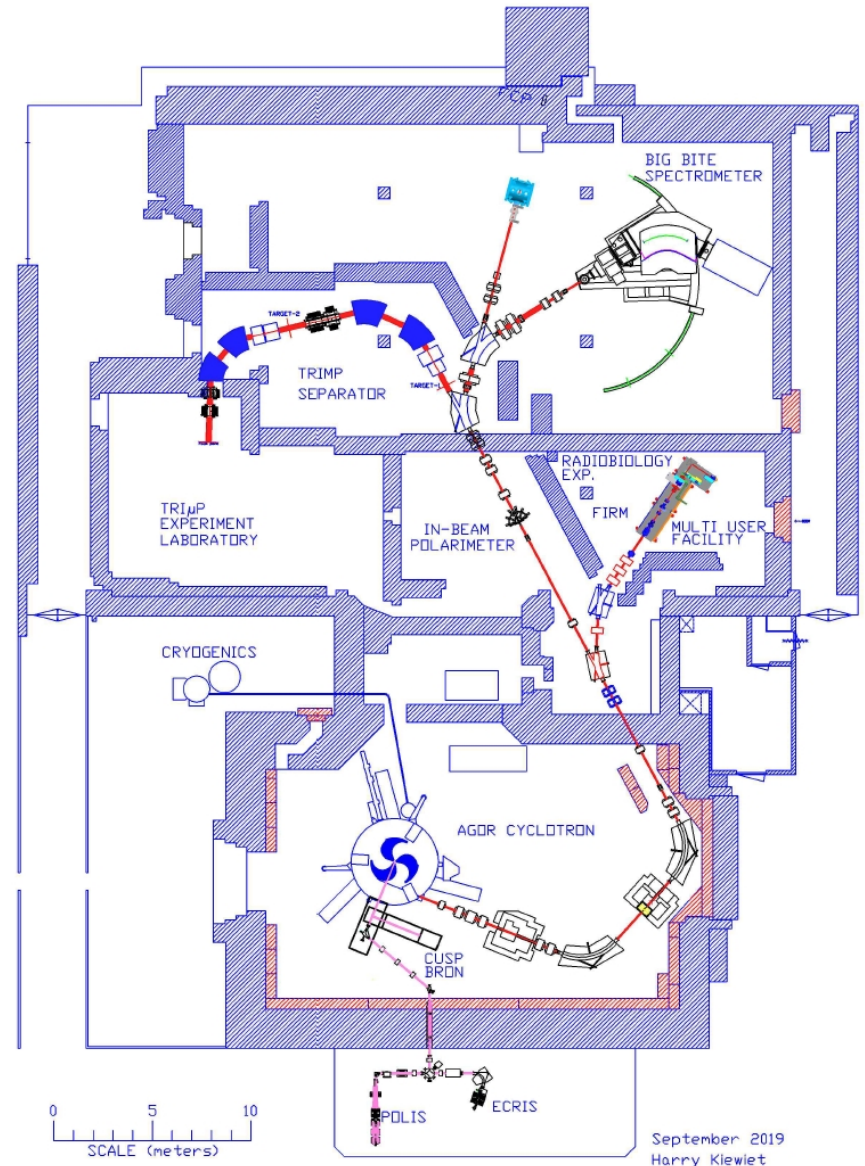 FCP
BIG BITE
SPECTROMETER
TARGET-2
TRIMP
SEPARATOR
TARGET-1
RADIOBIOLOGY
EXP.
FIRM
MULTI USER
FACILITY
TRIµP
EXPERIMENT
LABORATORY
IN-BEAM
POLARIMETER
CRYOGENICS
AGOR CYCLOTRON
CUSP
BRON
POLIS
ECRIS
0 5 10
SCALE (meters)
September 2019
Harry Kiewiet